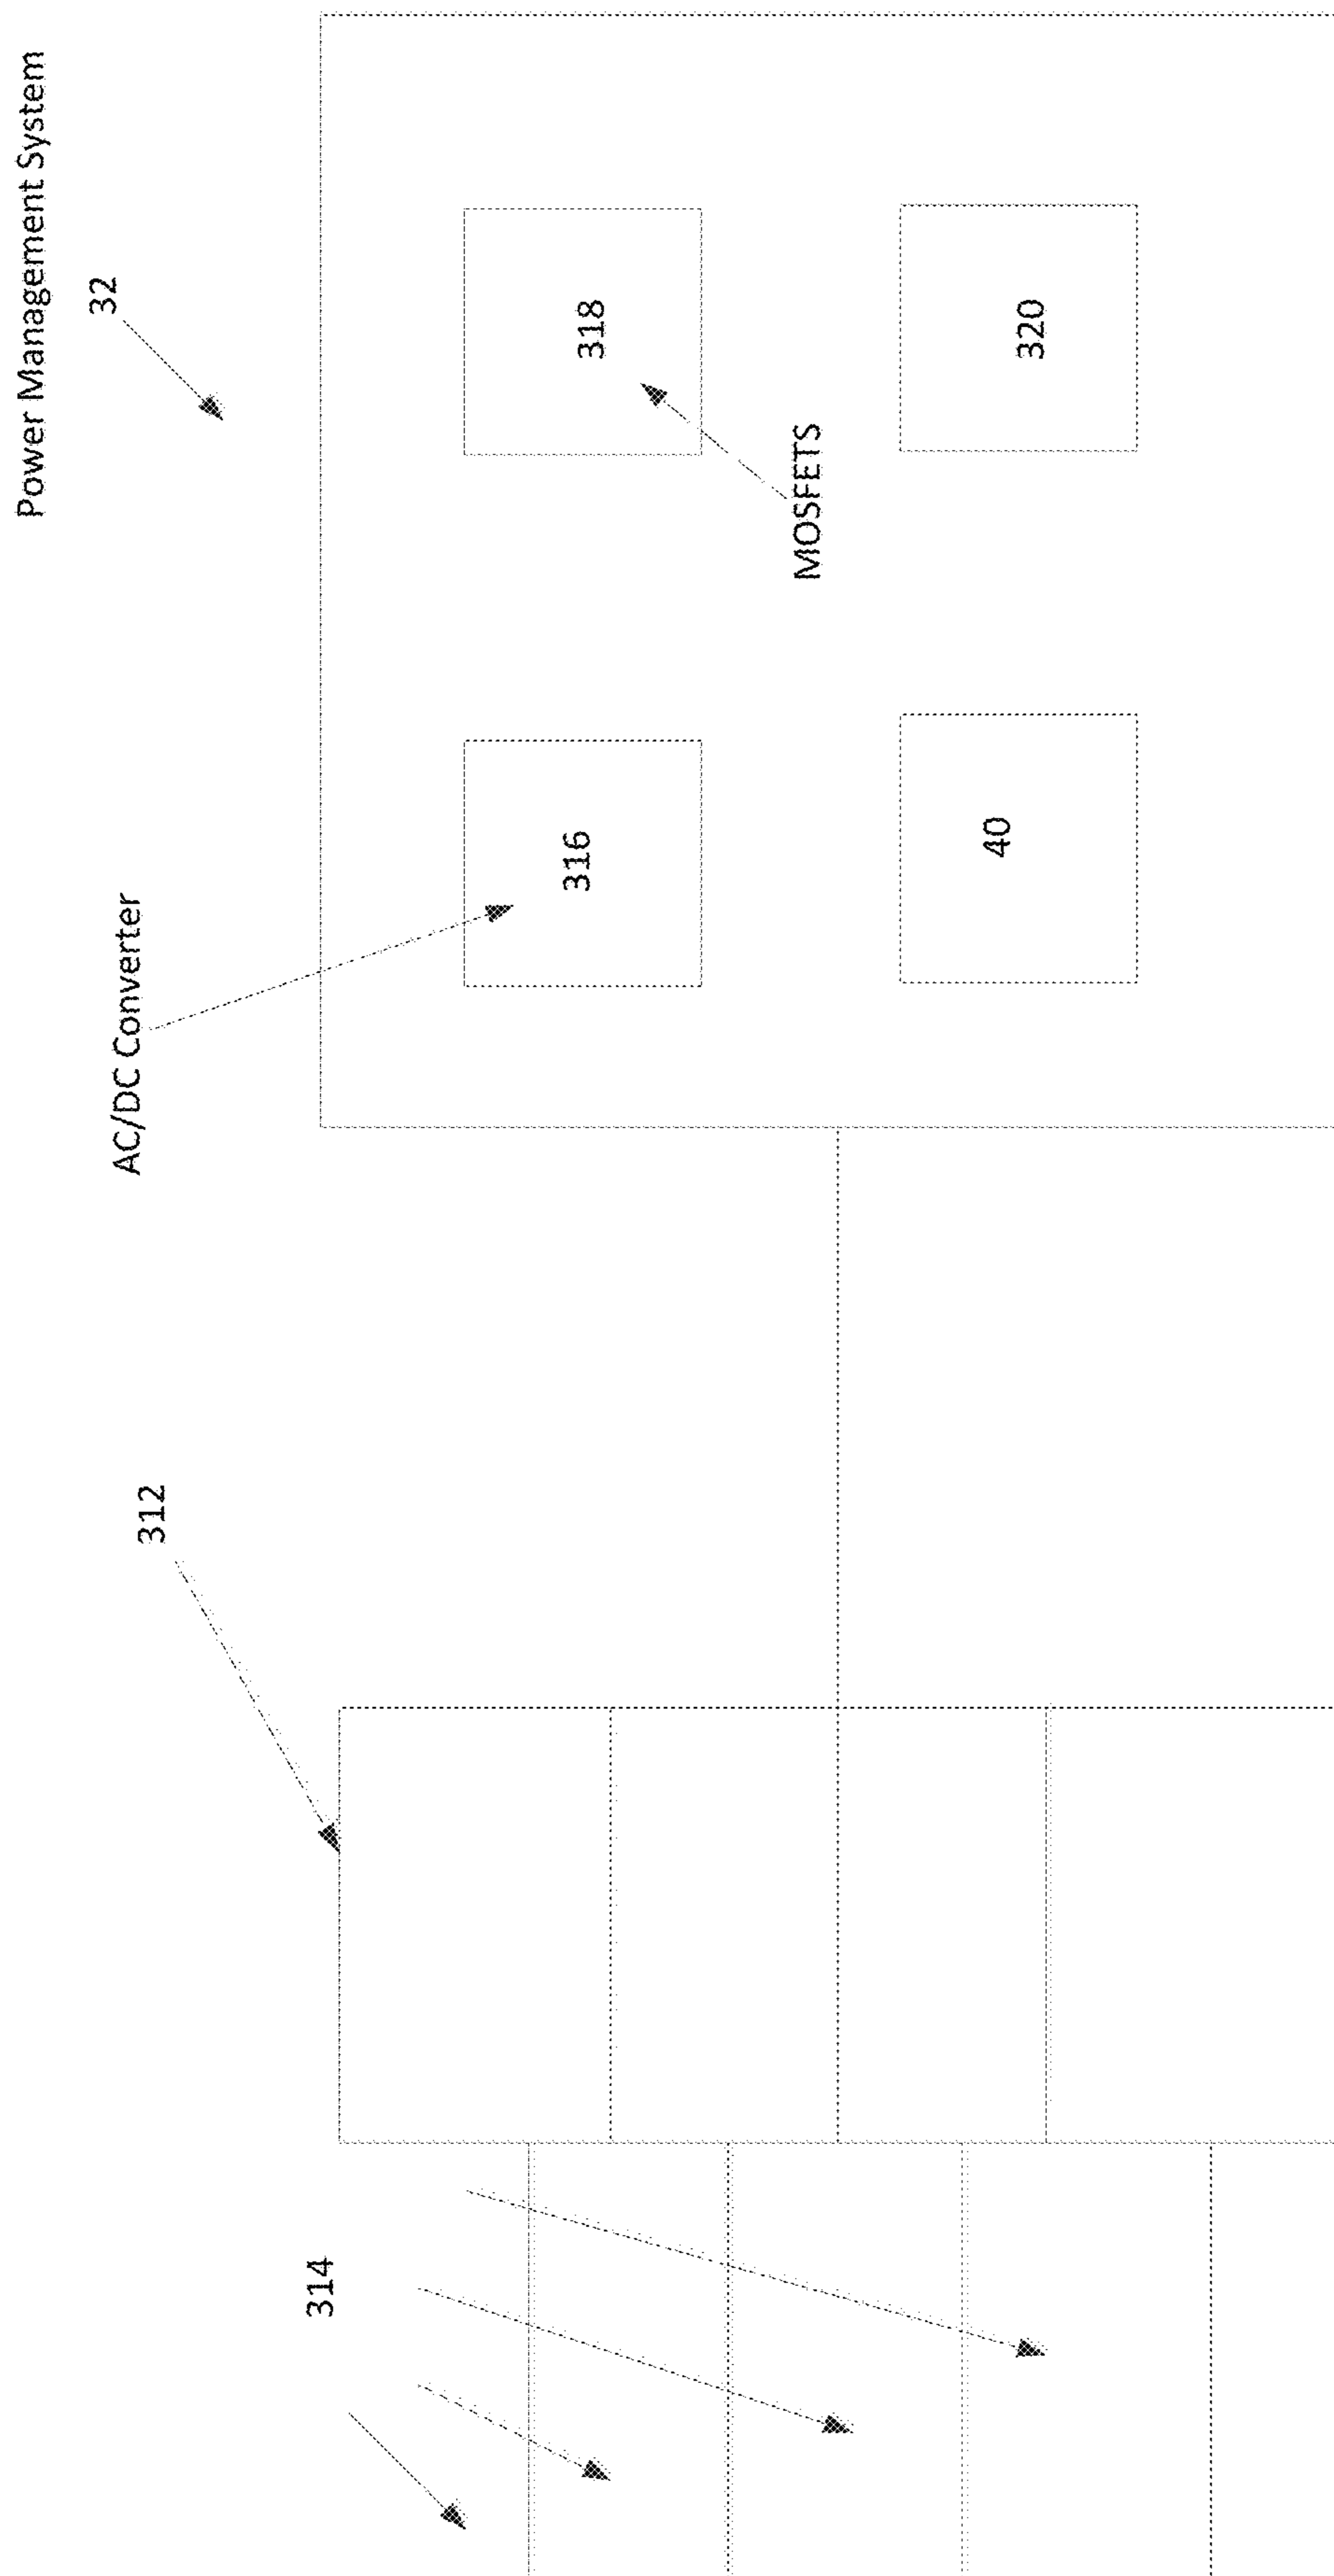 Power Management System
32
AC/DC Converter
312
314
316
318
MOSFETS
40
320